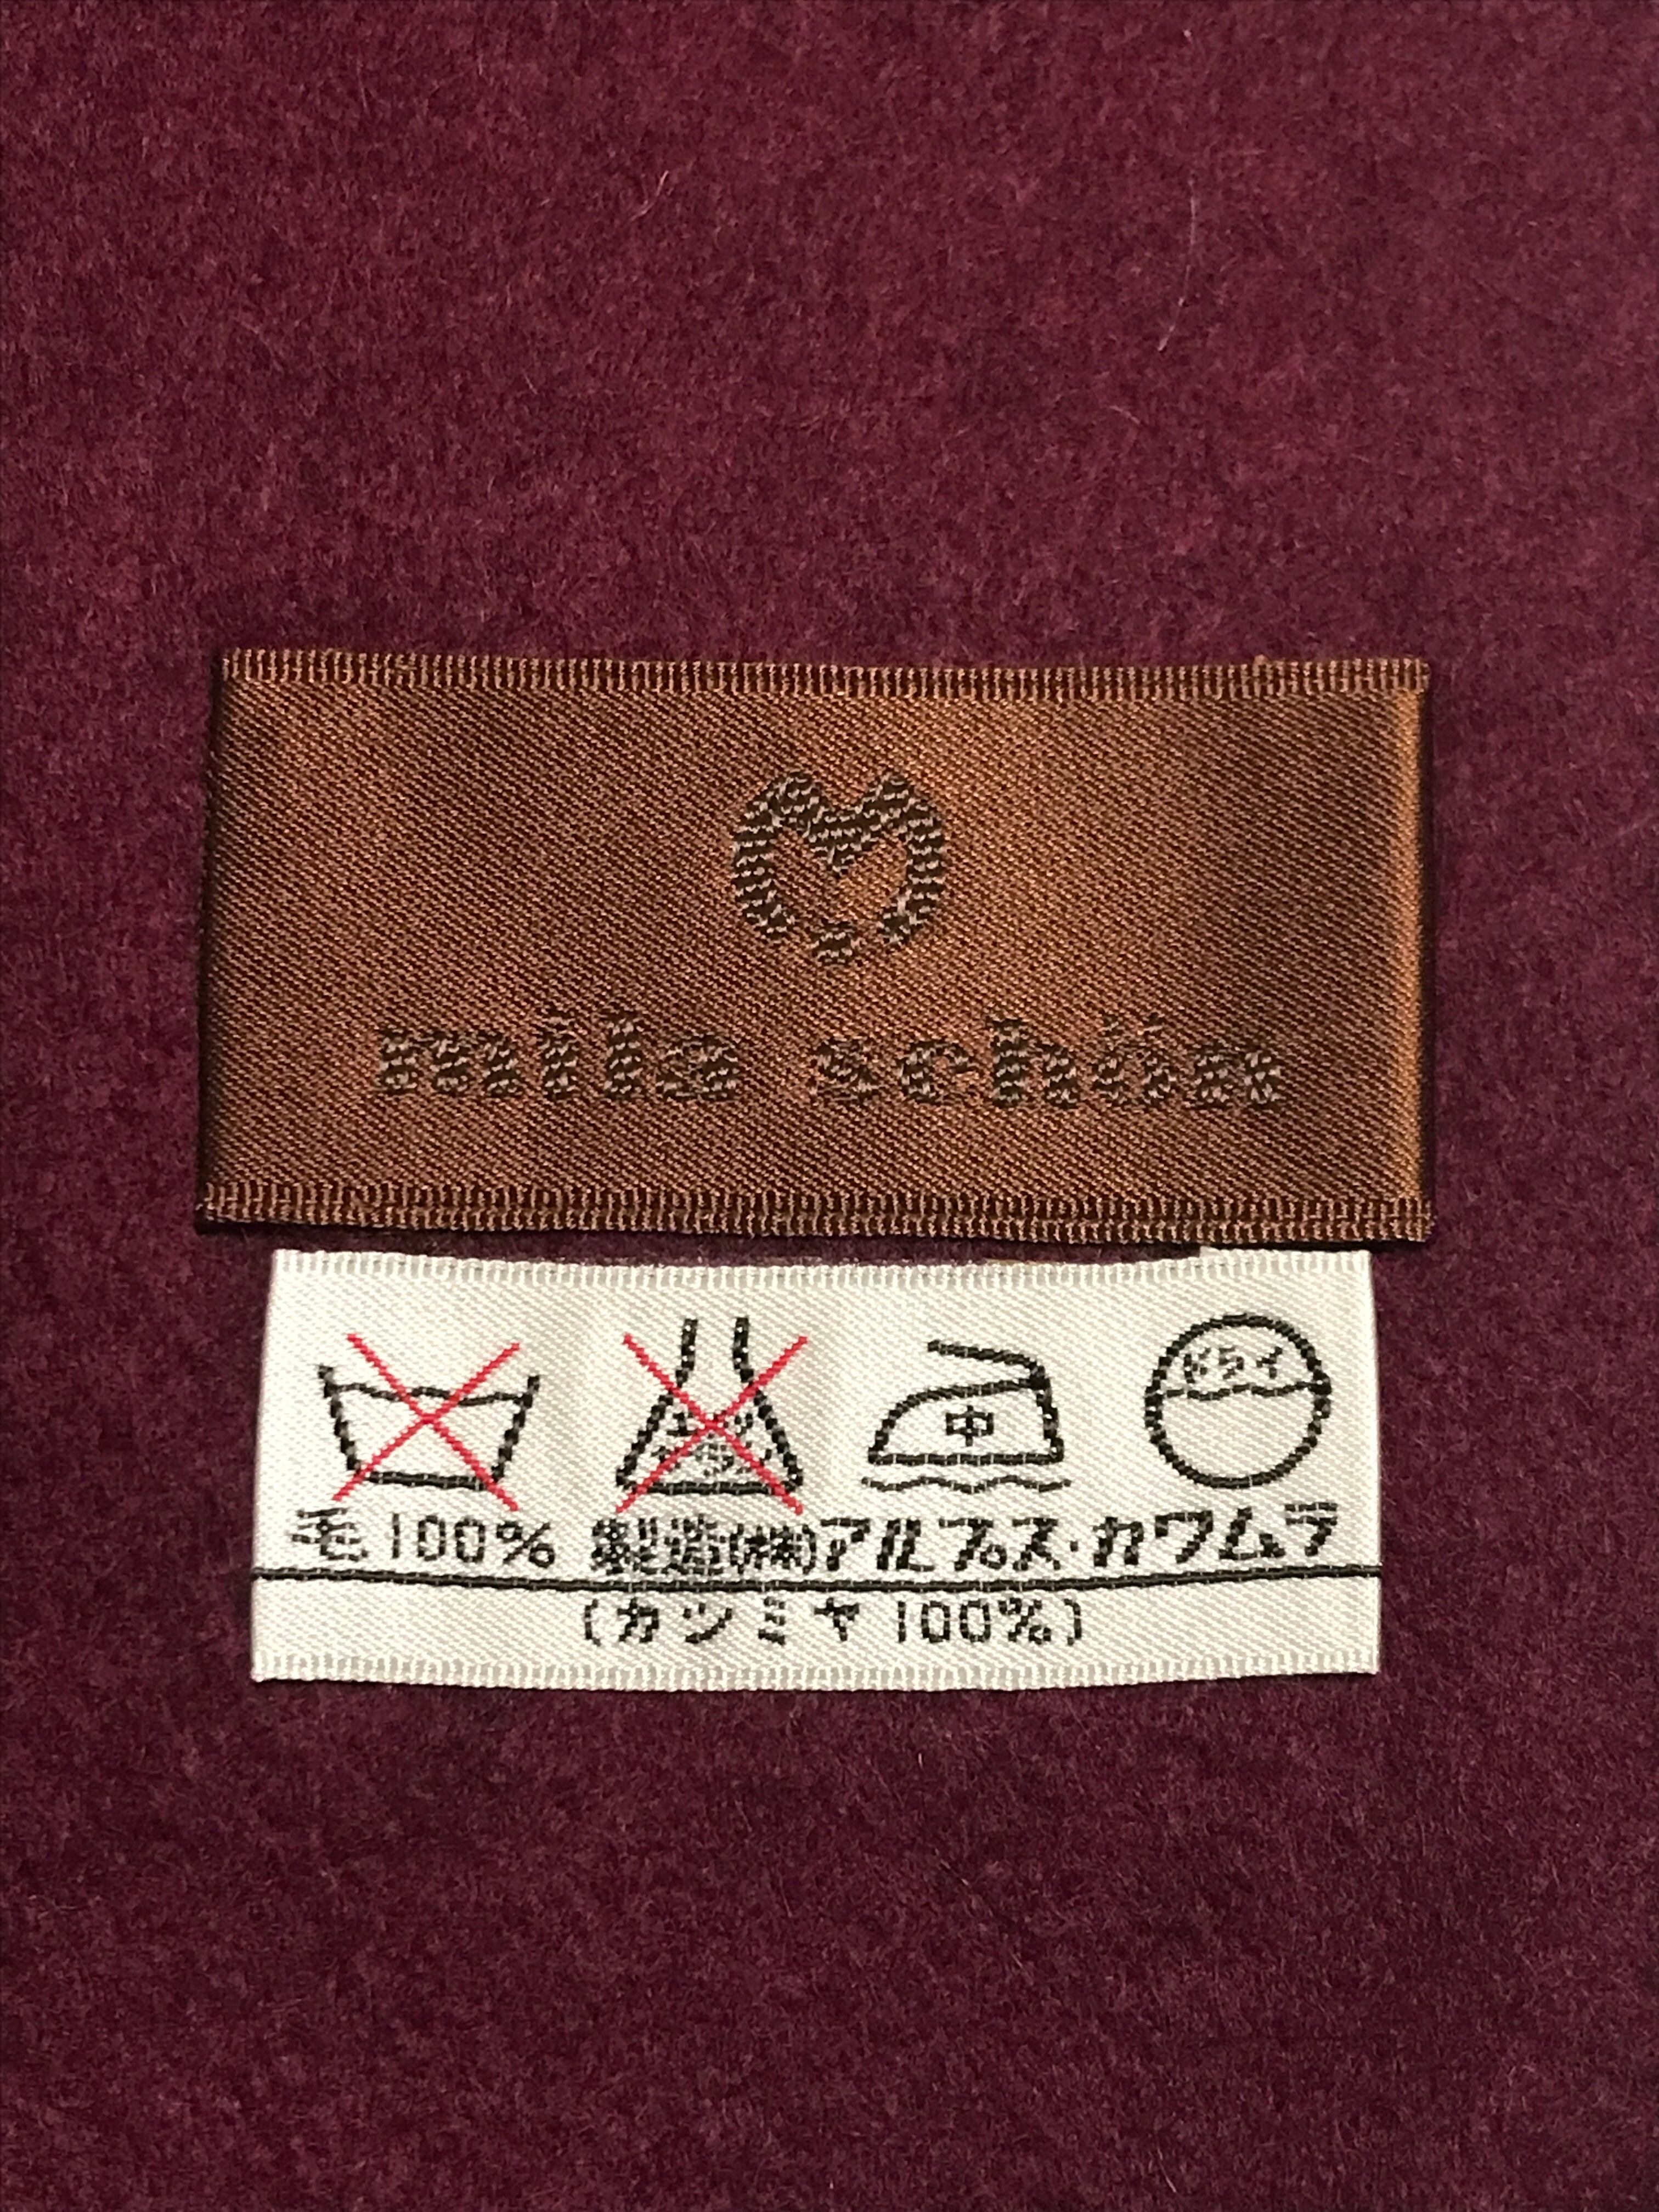 mila schön
中
ドライ
毛100% 製造(株)アルプス・カワムラ
(カシミヤ100%)